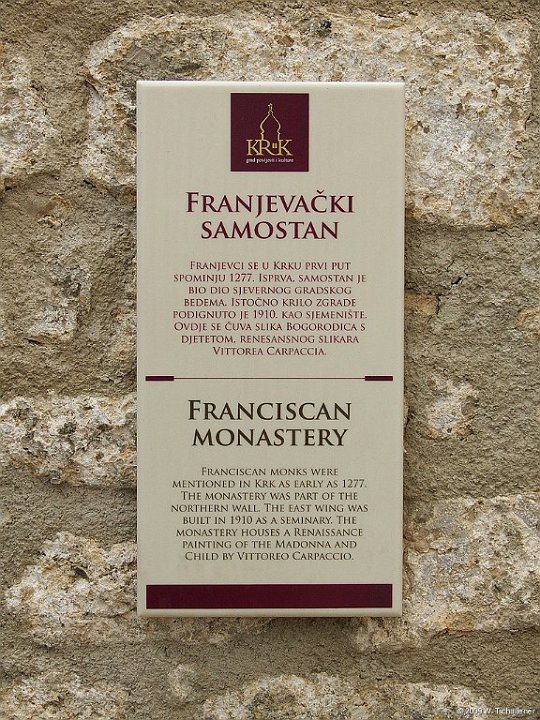 KRK
grad povijesti i kulture
FRANJEVAČKI
SAMOSTAN
FRANJEVCI SE U KRKU PRVI PUT
SPOMINJU 1277. ISPRVA, SAMOSTAN JE
BIO DIO SJEVERNOG GRADSKOG
BEDEMA. ISTOČNO KRILO ZGRADE
PODIGNUTO JE 1910. KAO SJEMENIŠTE.
OVDJE SE ČUVA SLIKA BOGORODICA S
DJETETOM, RENESANSNOG SLIKARA
VITTOREA CARPACCIA.
FRANCISCAN
MONASTERY
FRANCISCAN MONKS WERE
MENTIONED IN KRK AS EARLY AS 1277.
THE MONASTERY WAS PART OF THE
NORTHERN WALL. THE EAST WING WAS
BUILT IN 1910 AS A SEMINARY. THE
MONASTERY HOUSES A RENAISSANCE
PAINTING OF THE MADONNA AND
CHILD BY VITTOREO CARPACCIO.
© 2009 W. Tschallener